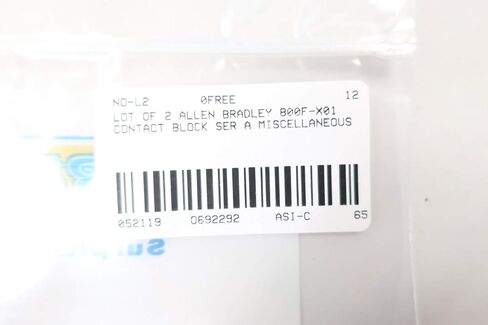 NO-L2 0FREE 12
LOT OF 2 ALLEN BRADLEY 800F-X01
CONTACT BLOCK SER A MISCELLANEOUS
052119 0692292 ASI-C 65